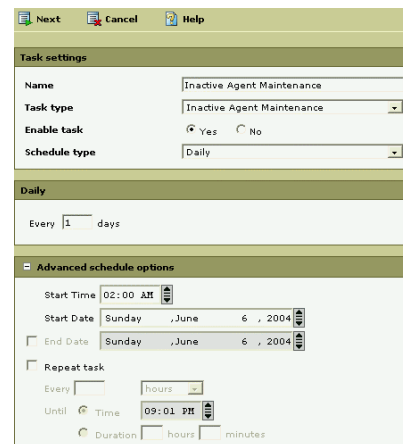 Next Cancel Help
Task settings
Name Inactive Agent Maintenance
Task type Inactive Agent Maintenance
Enable task Yes No
Schedule type Daily
Daily
Every 1 days
Advanced schedule options
Start Time 02:00 AM
Start Date Sunday ,June 6 , 2004
End Date Sunday ,June 6 , 2004
Repeat task
Every hours
Until Time 09:01 PM
Duration hours minutes